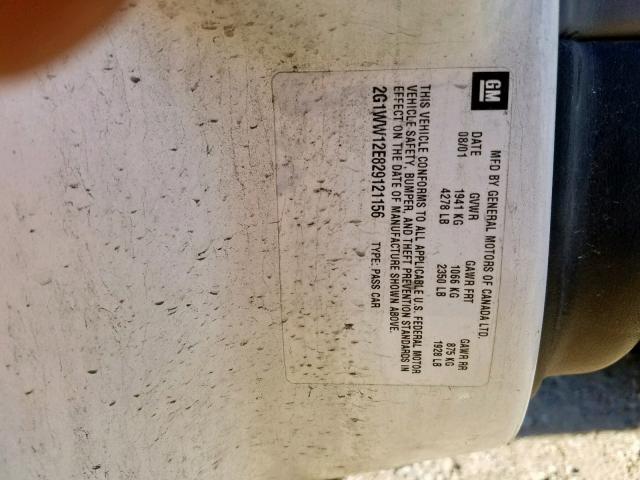 GM
MFD BY GENERAL MOTORS OF CANADA LTD.
DATE GVWR GAWR FRT GAWR RR
08/01 1941 KG 1066 KG 875 KG
4278 LB 2350 LB 1928 LB
THIS VEHICLE CONFORMS TO ALL APPLICABLE U.S. FEDERAL MOTOR
VEHICLE SAFETY, BUMPER, AND THEFT PREVENTION STANDARDS IN
EFFECT ON THE DATE OF MANUFACTURE SHOWN ABOVE.
2G1WW12E829121156 TYPE: PASS CAR